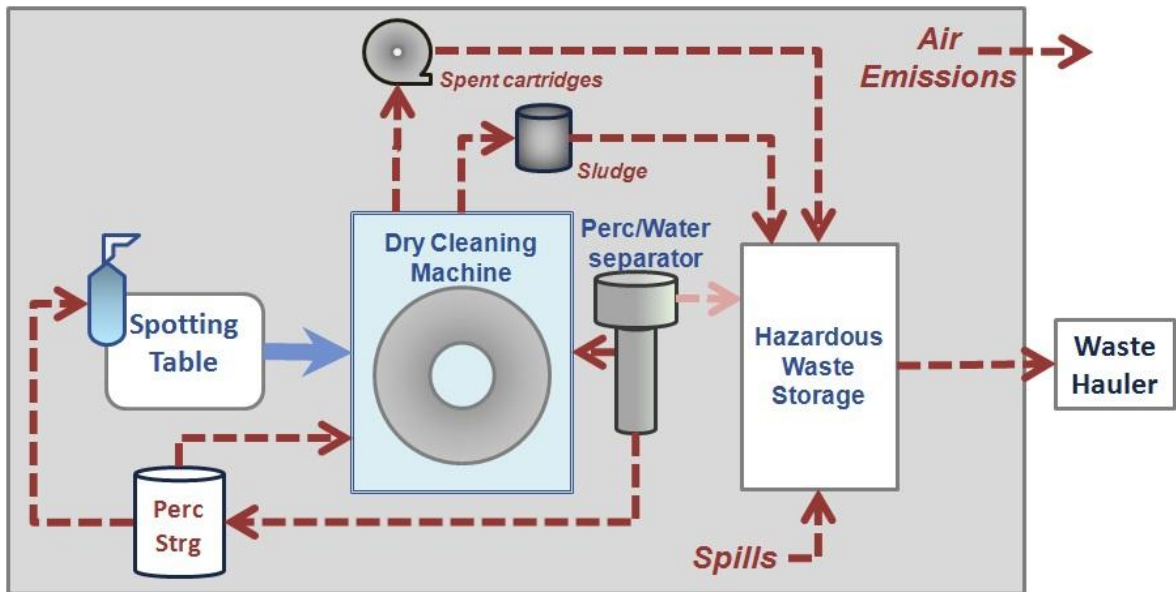 Air
Emissions
Spent cartridges
Sludge
Dry Cleaning
Machine
Perc/Water
separator
Spotting
Table
Hazardous
Waste
Storage
Waste
Hauler
Perc
Strg
Spills